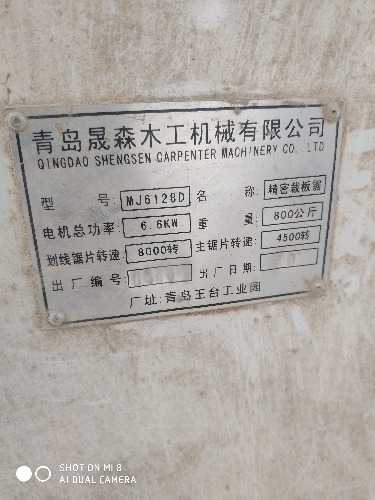 青岛晟森木工机械有限公司
QINGDAO SHENGSEN CARPENTER MACHINERY CO. LTD
型 号: MJ6128D 名 称: 精密裁板锯
电机总功率: 6.6KW 重 量: 800公斤
划线锯片转速: 8000转 主锯片转速: 4500转
出厂编号 出厂日期:
厂址:青岛王台工业园
SHOT ON MI 8
AI DUAL CAMERA